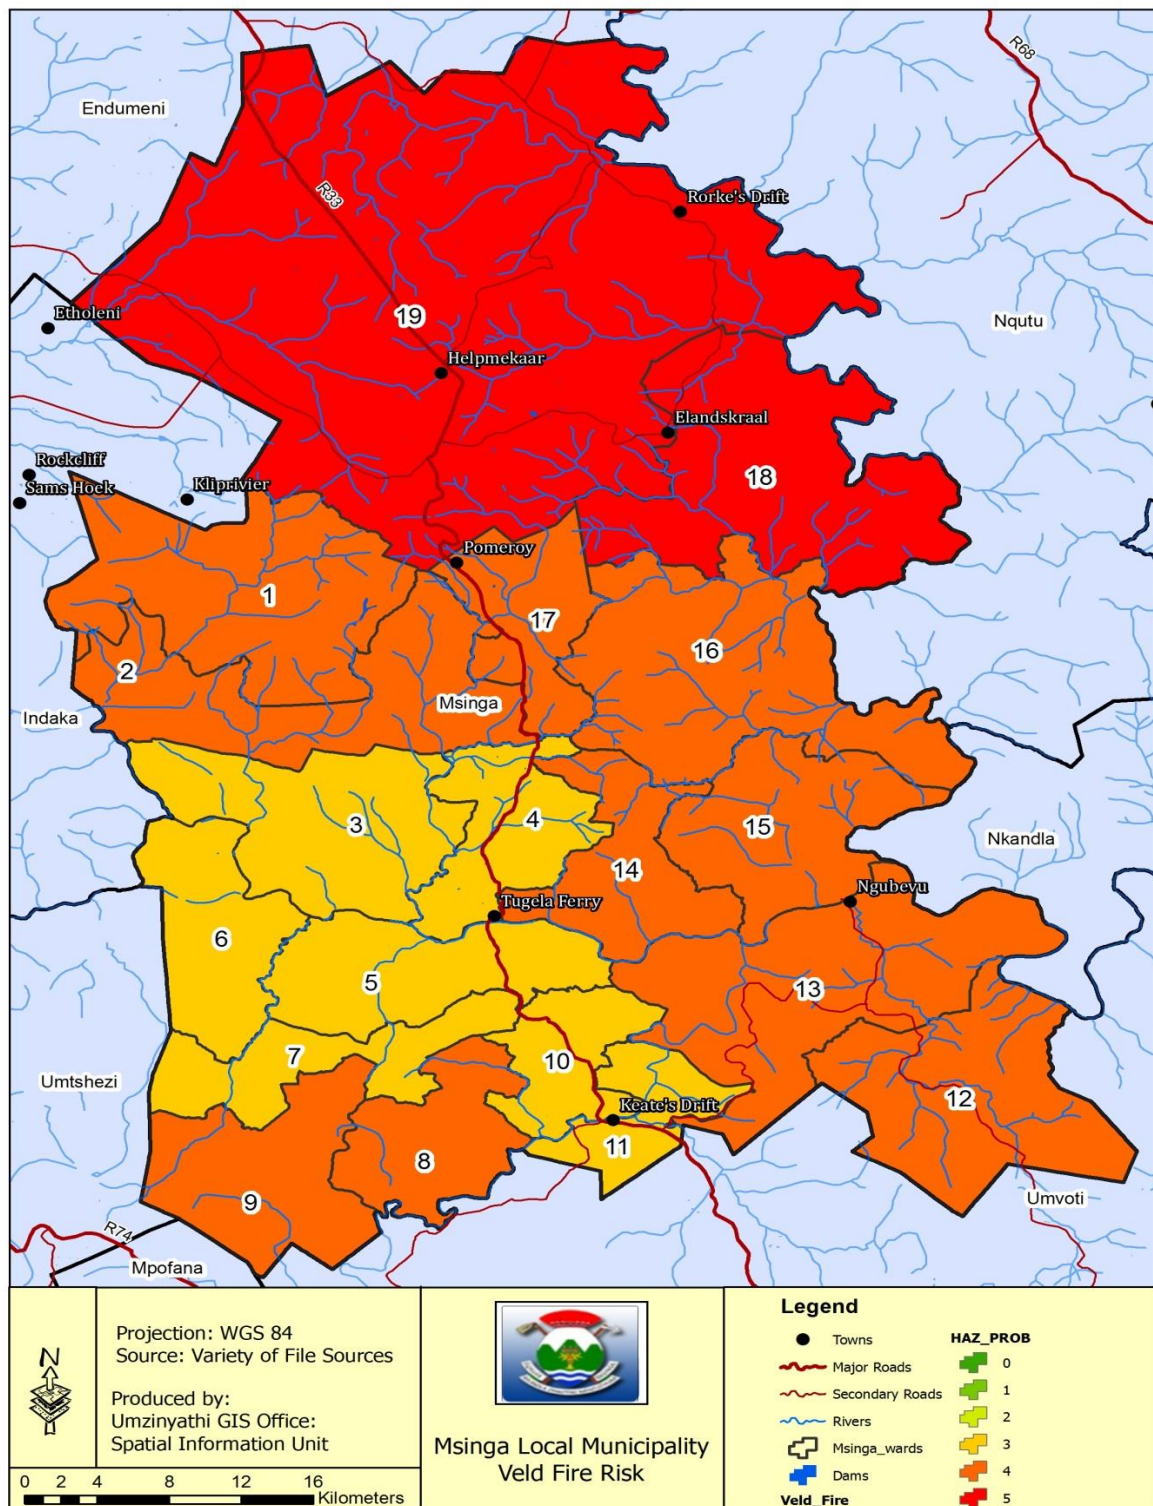 R68
Endumeni
R33
Rorke's Drift
Etholeni
19
Nqutu
Helpmekaar
Elandskraal
Rockcliff
Sams Hoek
Kliprivier
18
Pomeroy
1
17
16
2
Msinga
Indaka
3
4
15
Nkandla
14
Ngubevu
Tugela Ferry
6
5
13
7
10
Umtshezi
12
Keate's Drift
11
8
9
Umvoti
R74
Mpofana
N
Projection: WGS 84
Source: Variety of File Sources
Produced by:
Umzinyathi GIS Office:
Spatial Information Unit
0 2 4 8 12 16
Kilometers
Msinga Local Municipality
Veld Fire Risk
Legend
Towns
Major Roads
Secondary Roads
Rivers
Msinga_wards
Dams
Veld_Fire
HAZ_PROB
0
1
2
3
4
5